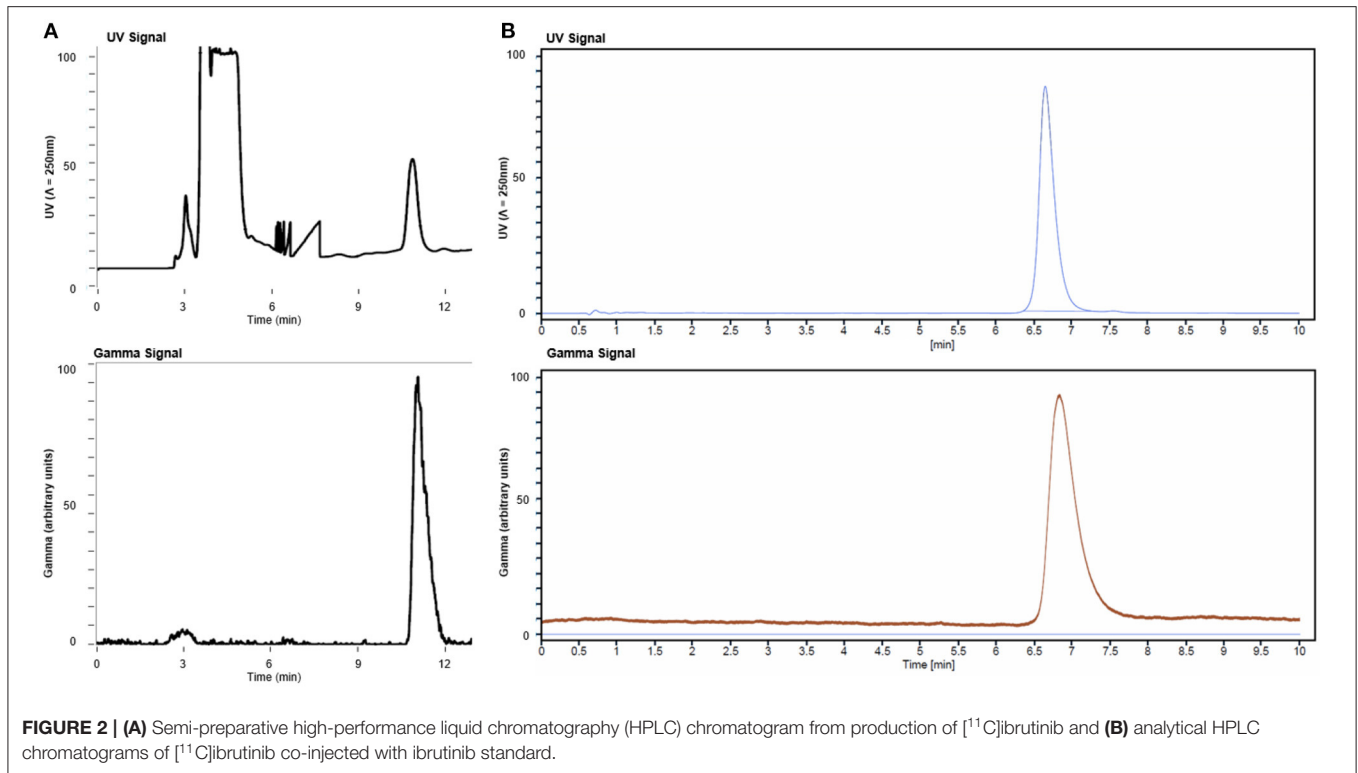 A
UV Signal
100
50
0
UV (Λ = 250nm)
0 3 6 9 12
Time (min)
Gamma Signal
100
50
0
Gamma (arbitrary units)
0 3 6 9 12
Time (min)
B
UV Signal
100
50
0
UV (Λ = 250nm)
0 0.5 1 1.5 2 2.5 3 3.5 4 4.5 5 5.5 6 6.5 7 7.5 8 8.5 9 9.5 10
[min]
Gamma Signal
100
50
0
Gamma (arbitrary units)
0 0.5 1 1.5 2 2.5 3 3.5 4 4.5 5 5.5 6 6.5 7 7.5 8 8.5 9 9.5 10
Time [min]
FIGURE 2 | (A) Semi-preparative high-performance liquid chromatography (HPLC) chromatogram from production of [¹¹C]ibrutinib and (B) analytical HPLC
chromatograms of [¹¹C]ibrutinib co-injected with ibrutinib standard.